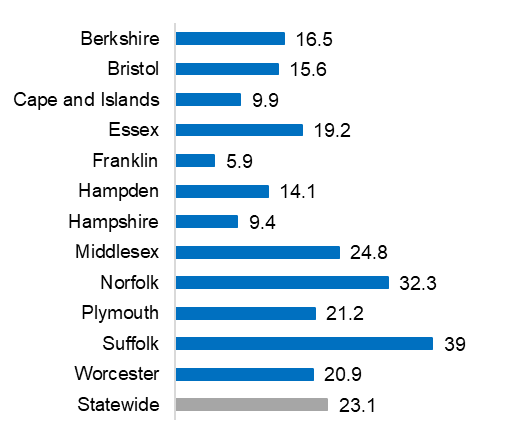 Berkshire 16.5
Bristol 15.6
Cape and Islands 9.9
Essex 19.2
Franklin 5.9
Hampden 14.1
Hampshire 9.4
Middlesex 24.8
Norfolk 32.3
Plymouth 21.2
Suffolk 39
Worcester 20.9
Statewide 23.1